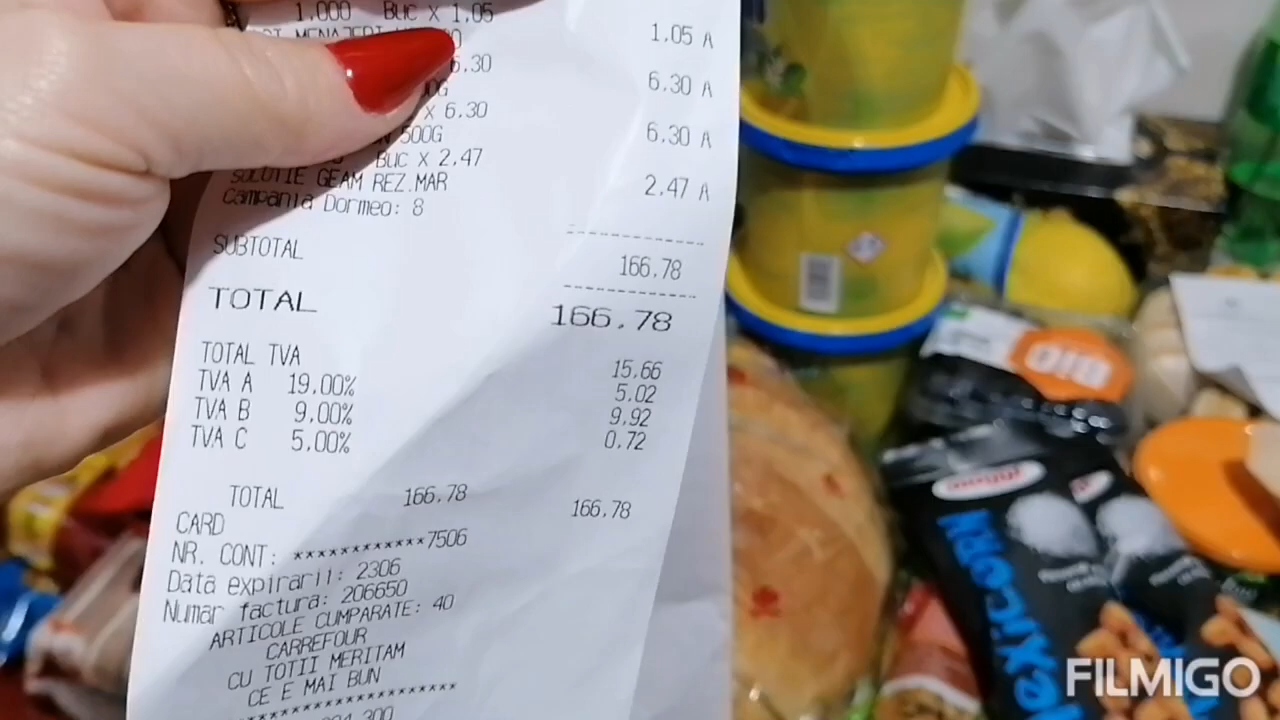 1,000 BUC X 1,05
1,05 A
MENAJERI
6.30
6,30 A
X 6,30
500G
6,30 A
BUC X 2,47
SOLUTIE GEAM REZ.MAR
2,47 A
Campania Dormeo: 8
SUBTOTAL 166,78
TOTAL 166,78
TOTAL TVA 15,66
TVA A 19,00% 5,02
TVA B 9,00% 9,92
TVA C 5,00% 0,72
TOTAL 166,78
CARD 166,78
NR. CONT: ************7506
Data expirarii: 2306
Numar factura: 206650
ARTICOLE CUMPARATE: 40
CARREFOUR
CU TOTII MERITAM
CE E MAI BUN
BIO
FILMIGO